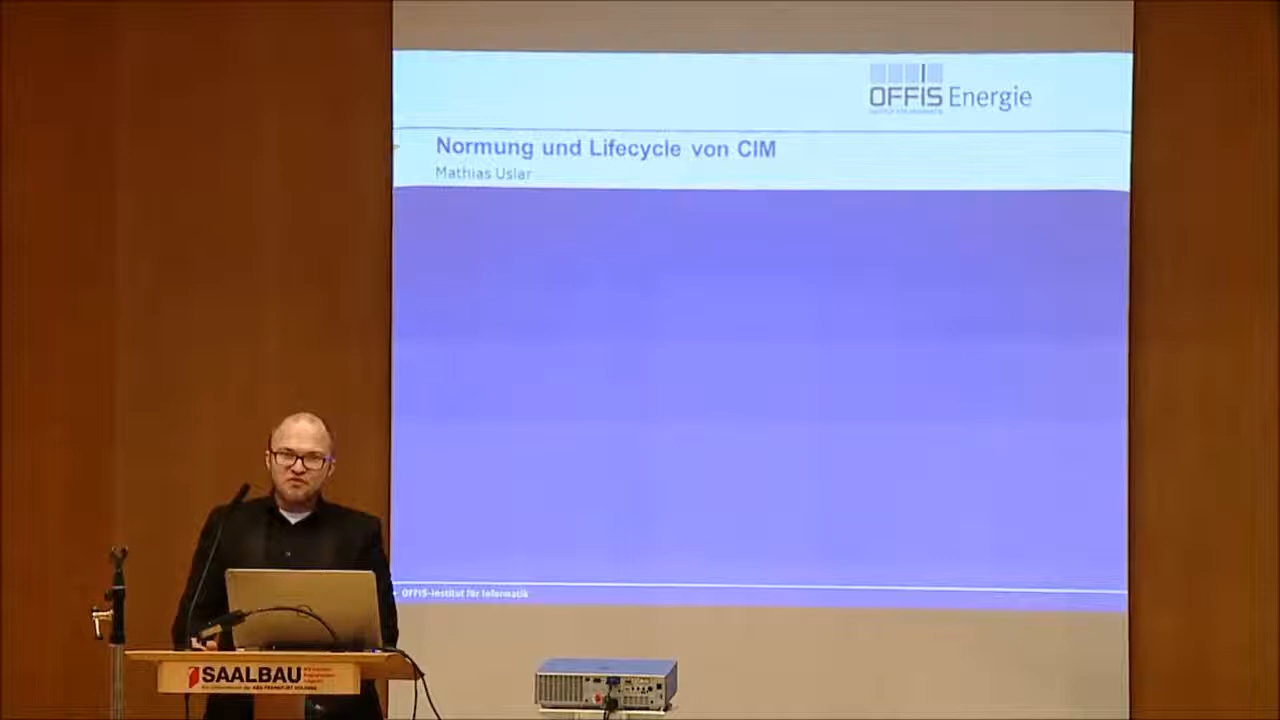 OFFIS Energie
Normung und Lifecycle von CIM
Mathias Uslar
OFFIS-Institut für Informatik
SAALBAU